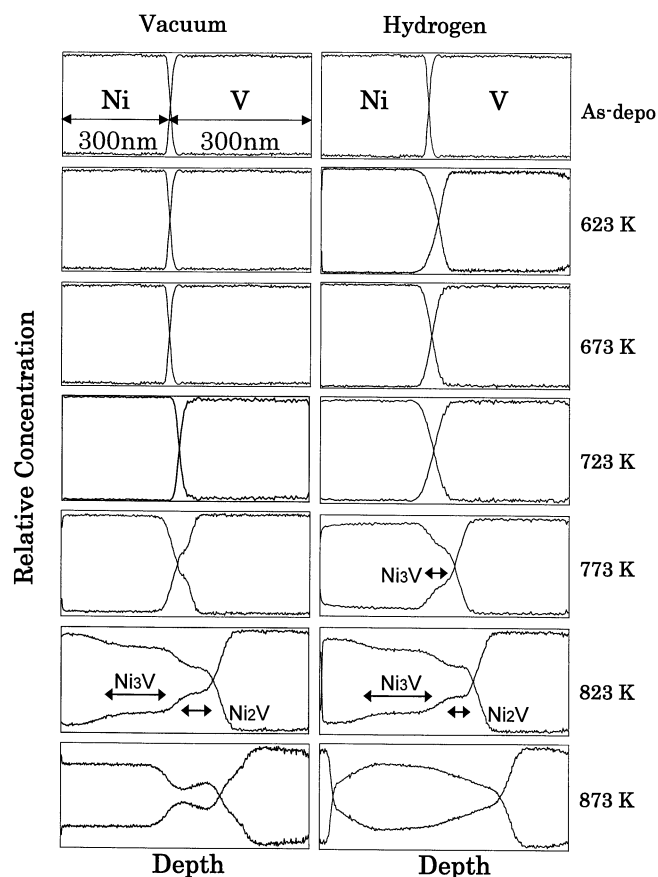 Vacuum Hydrogen
Ni V Ni V As-depo
300nm 300nm
623 K
673 K
Relative Concentration
723 K
Ni3V 773 K
Ni3V Ni2V Ni3V Ni2V 823 K
873 K
Depth Depth